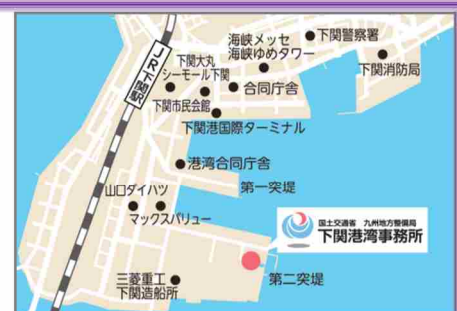 海峡メッセ
海峡ゆめタワー
下関警察署
下関消防局
JR下関駅
下関大丸
シーモール下関
合同庁舎
下関市民会館
下関港国際ターミナル
港湾合同庁舎
第一突堤
山口ダイハツ
マックスバリュー
国土交通省 九州地方整備局
下関港湾事務所
三菱重工
下関造船所
第二突堤